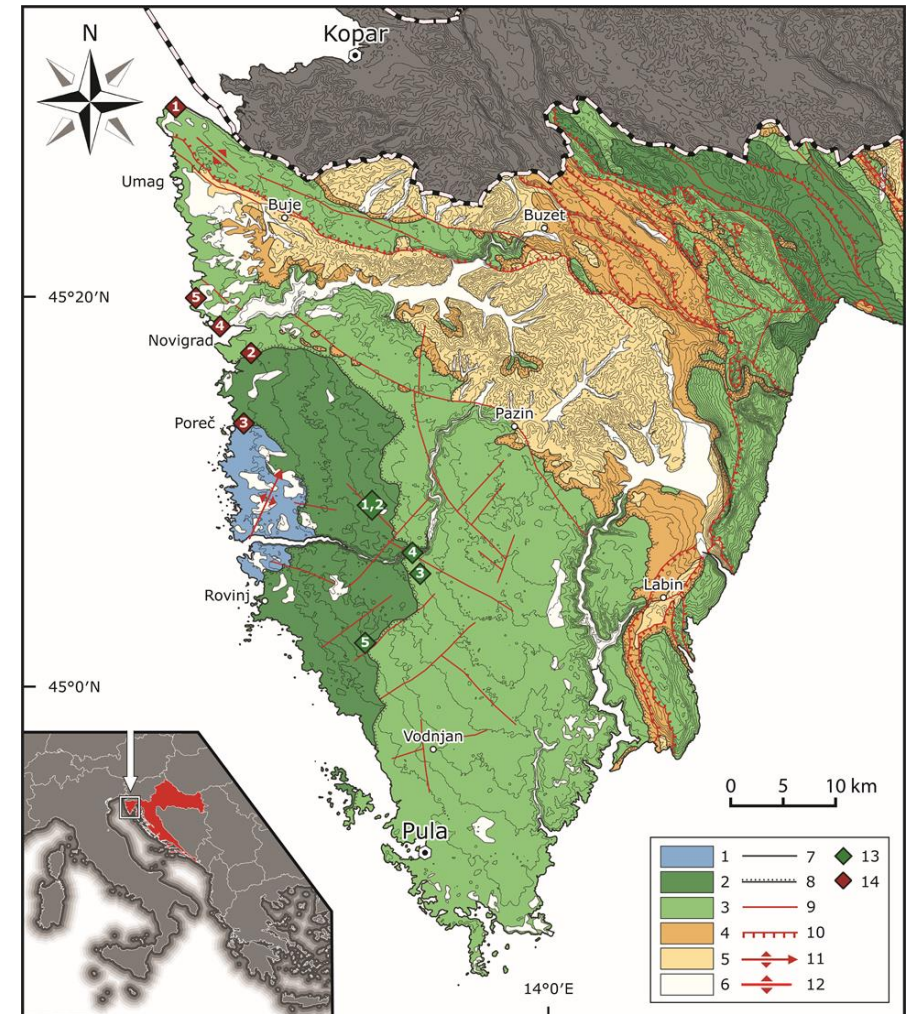 Kopar
N
1
Umag
Buje
Buzet
45°20'N
5
4
Novigrad
2
Poreč
3
Pazin
1,2
4
3
Rovinj
Labin
5
45°0'N
Vodnjan
0 5 10 km
Pula
14°0'E
1 7 13
2 8 14
3 9
4 10
5 11
6 12